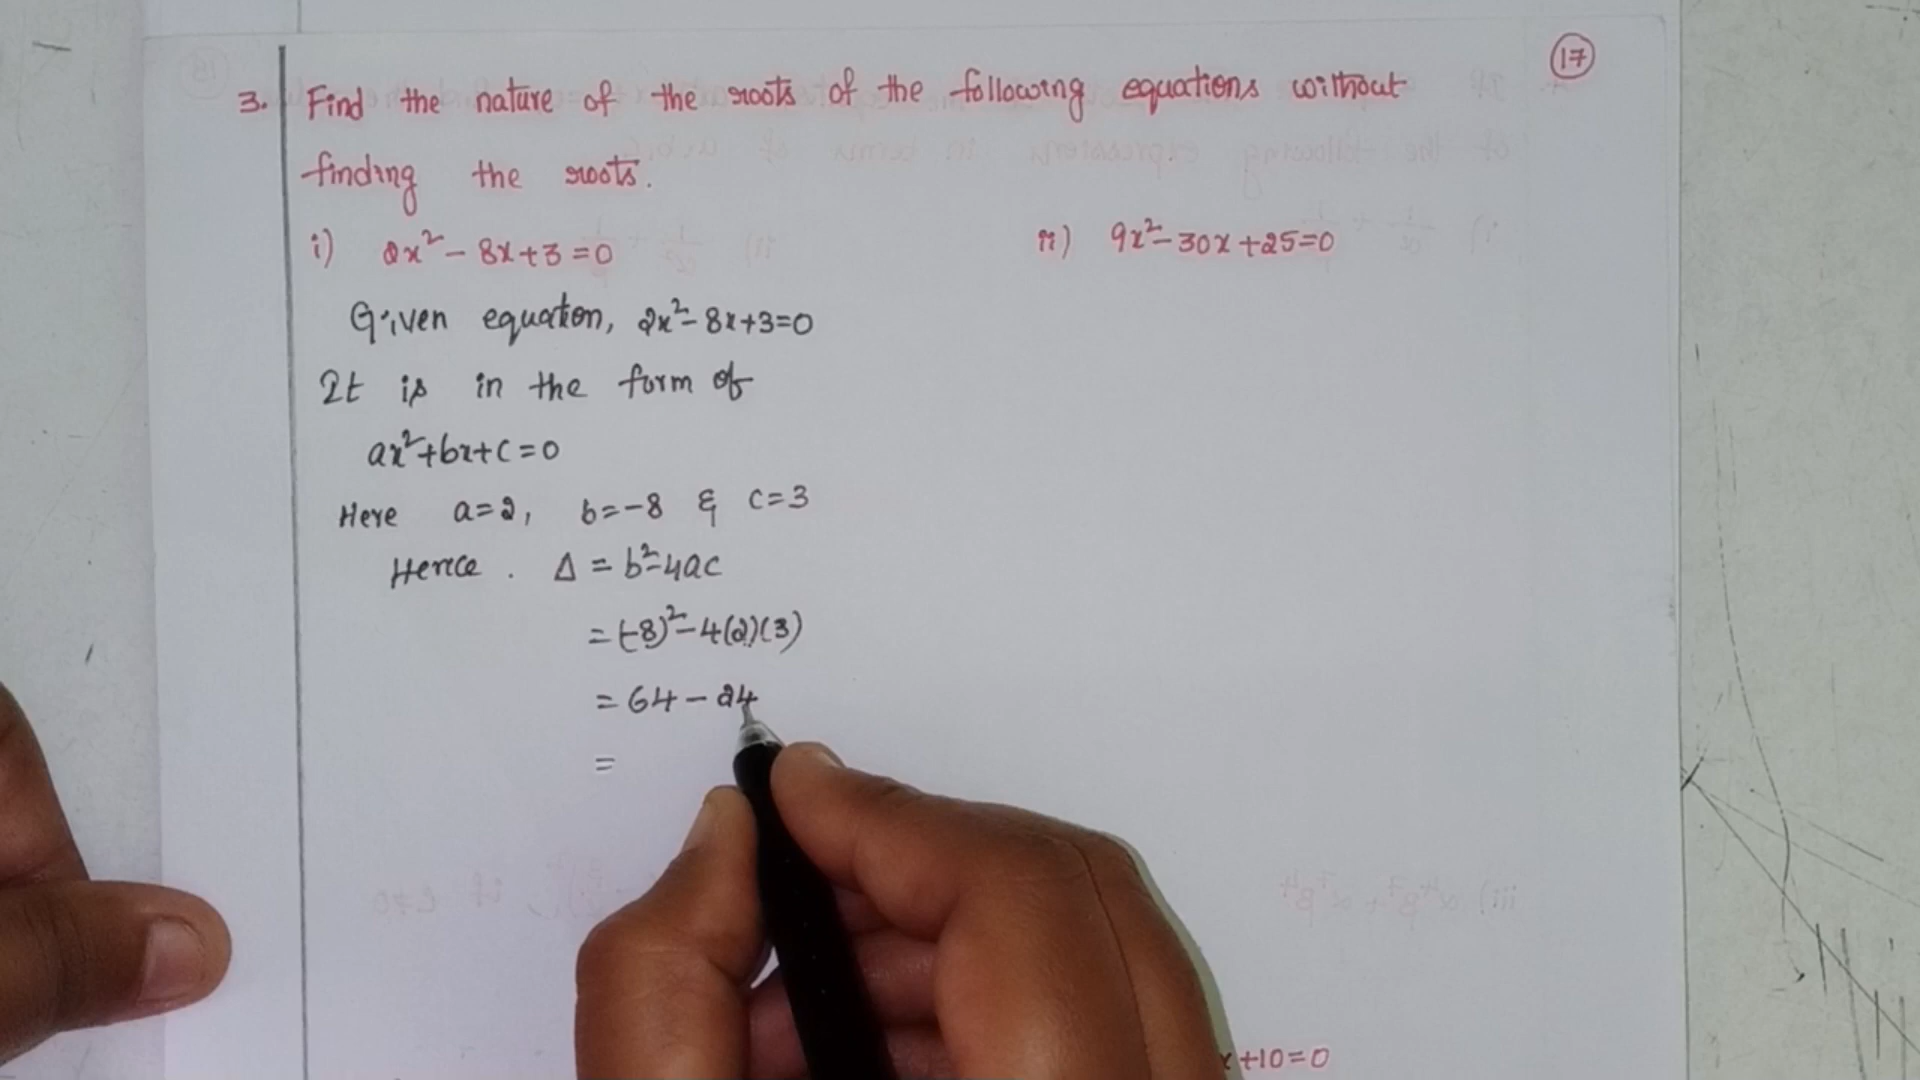 17
3. Find the nature of the roots of the following equations without
finding the roots.
i) 2x² - 8x+3=0
ii) 9x²-30x+25=0
Given equation, 2x²-8x+3=0
It is in the form of
ax²+bx+c=0
Here a=2, b=-8 & c=3
Hence. Δ = b²-4ac
= (-8)²-4(2)(3)
= 64-24
=
x+10=0